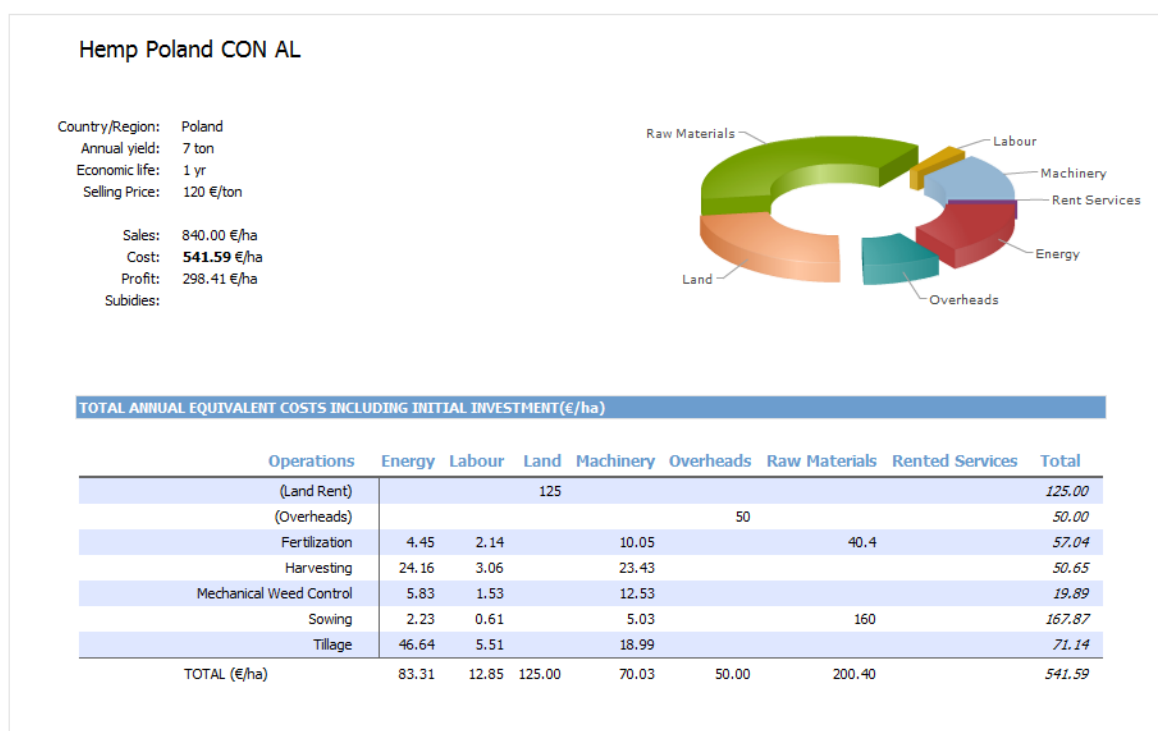 Hemp Poland CON AL
Country/Region: Poland
Annual yield: 7 ton
Economic life: 1 yr
Selling Price: 120 €/ton
Sales: 840.00 €/ha
Cost: 541.59 €/ha
Profit: 298.41 €/ha
Subidies:
Raw Materials
Labour
Machinery
Rent Services
Energy
Overheads
Land
TOTAL ANNUAL EQUIVALENT COSTS INCLUDING INITIAL INVESTMENT(€/ha)
Operations Energy Labour Land Machinery Overheads Raw Materials Rented Services Total
(Land Rent) 125 125.00
(Overheads) 50 50.00
Fertilization 4.45 2.14 10.05 40.4 57.04
Harvesting 24.16 3.06 23.43 50.65
Mechanical Weed Control 5.83 1.53 12.53 19.89
Sowing 2.23 0.61 5.03 160 167.87
Tillage 46.64 5.51 18.99 71.14
TOTAL (€/ha) 83.31 12.85 125.00 70.03 50.00 200.40 541.59